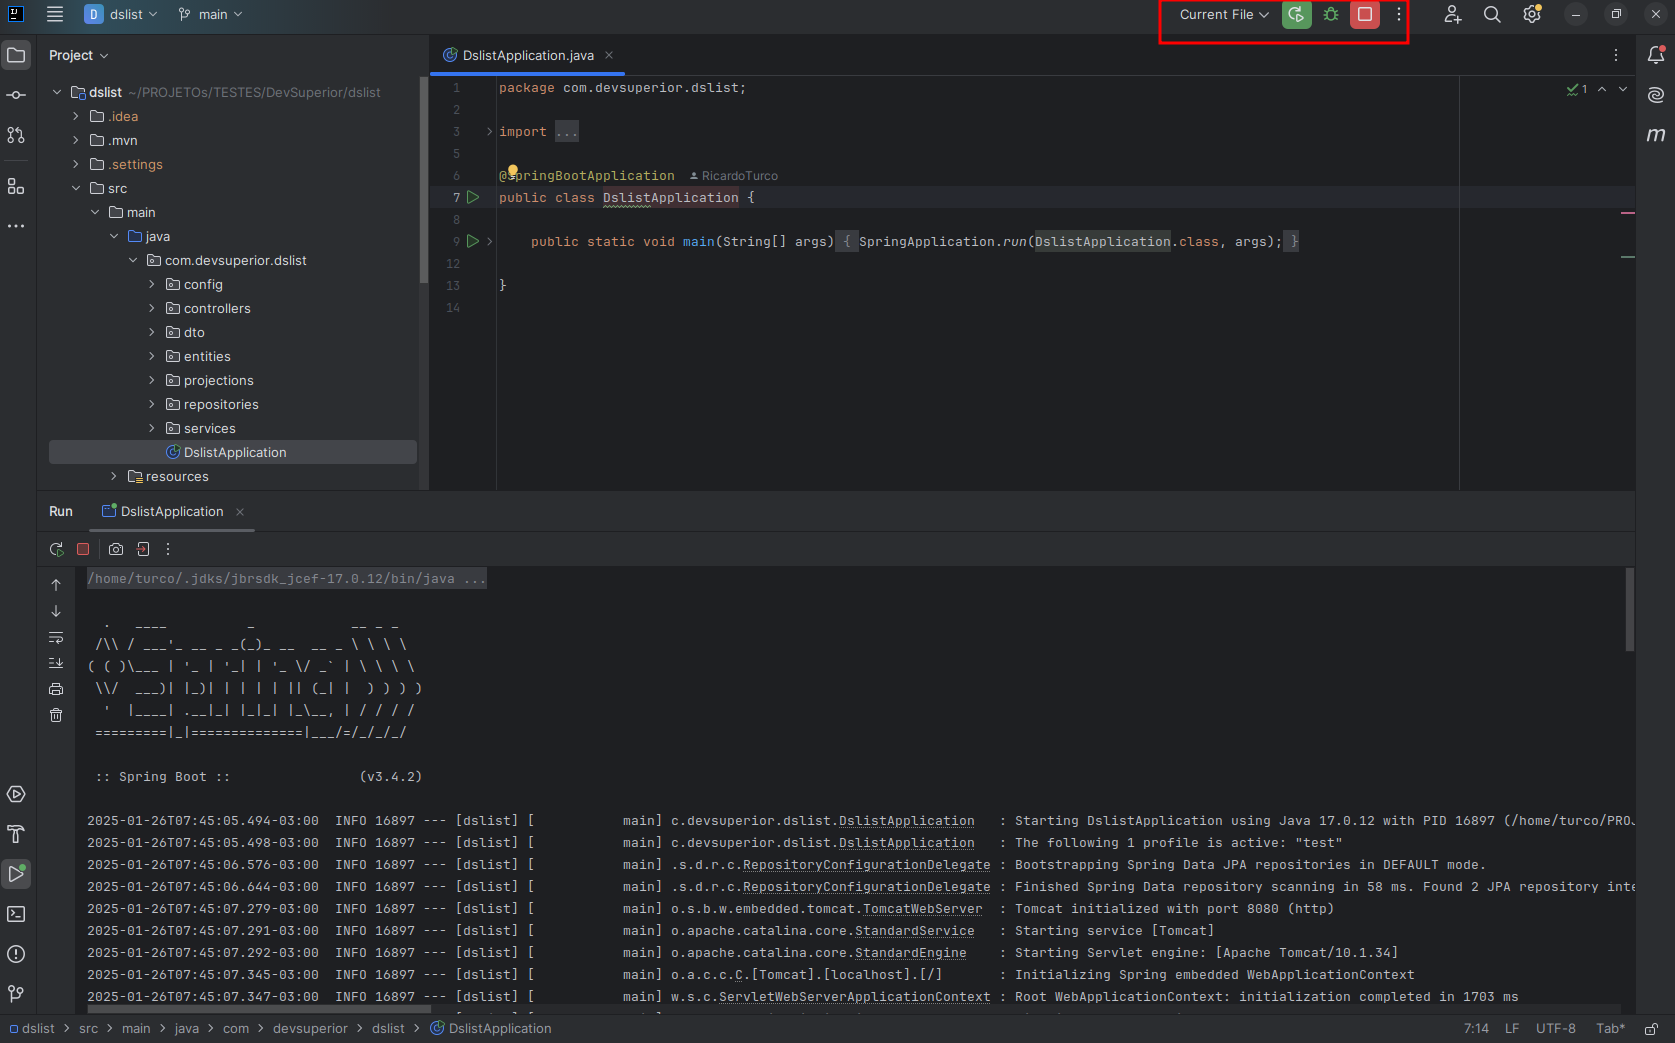 D dslist main Current File
Project
DslistApplication.java
dslist ~/PROJETOs/TESTES/DevSuperior/dslist
.idea
.mvn
.settings
src
main
java
com.devsuperior.dslist
config
controllers
dto
entities
projections
repositories
services
DslistApplication
resources
1 package com.devsuperior.dslist;
2
3 import ...
5
6 @SpringBootApplication RicardoTurco
7 public class DslistApplication {
8
9 public static void main(String[] args) { SpringApplication.run(DslistApplication.class, args); }
12
13 }
14
1
m
Run DslistApplication
/home/turco/.jdks/jbrsdk_jcef-17.0.12/bin/java ...
  .   ____          _            __ _ _
 /\\ / ___'_ __ _ _(_)_ __  __ _ \ \ \ \
( ( )\___ | '_ | '_| | '_ \/ _` | \ \ \ \
 \\/  ___)| |_)| | | | | || (_| |  ) ) ) )
  '  |____| .__|_| |_|_| |_\__, | / / / /
 =========|_|==============|___/=/_/_/_/
:: Spring Boot :: (v3.4.2)
2025-01-26T07:45:05.494-03:00 INFO 16897 --- [dslist] [ main] c.devsuperior.dslist.DslistApplication : Starting DslistApplication using Java 17.0.12 with PID 16897 (/home/turco/PROJ
2025-01-26T07:45:05.498-03:00 INFO 16897 --- [dslist] [ main] c.devsuperior.dslist.DslistApplication : The following 1 profile is active: "test"
2025-01-26T07:45:06.576-03:00 INFO 16897 --- [dslist] [ main] .s.d.r.c.RepositoryConfigurationDelegate : Bootstrapping Spring Data JPA repositories in DEFAULT mode.
2025-01-26T07:45:06.644-03:00 INFO 16897 --- [dslist] [ main] .s.d.r.c.RepositoryConfigurationDelegate : Finished Spring Data repository scanning in 58 ms. Found 2 JPA repository inte
2025-01-26T07:45:07.279-03:00 INFO 16897 --- [dslist] [ main] o.s.b.w.embedded.tomcat.TomcatWebServer : Tomcat initialized with port 8080 (http)
2025-01-26T07:45:07.291-03:00 INFO 16897 --- [dslist] [ main] o.apache.catalina.core.StandardService : Starting service [Tomcat]
2025-01-26T07:45:07.292-03:00 INFO 16897 --- [dslist] [ main] o.apache.catalina.core.StandardEngine : Starting Servlet engine: [Apache Tomcat/10.1.34]
2025-01-26T07:45:07.345-03:00 INFO 16897 --- [dslist] [ main] o.a.c.c.C.[Tomcat].[localhost].[/] : Initializing Spring embedded WebApplicationContext
2025-01-26T07:45:07.347-03:00 INFO 16897 --- [dslist] [ main] w.s.c.ServletWebServerApplicationContext : Root WebApplicationContext: initialization completed in 1703 ms
dslist > src > main > java > com > devsuperior > dslist > DslistApplication 7:14 LF UTF-8 Tab*